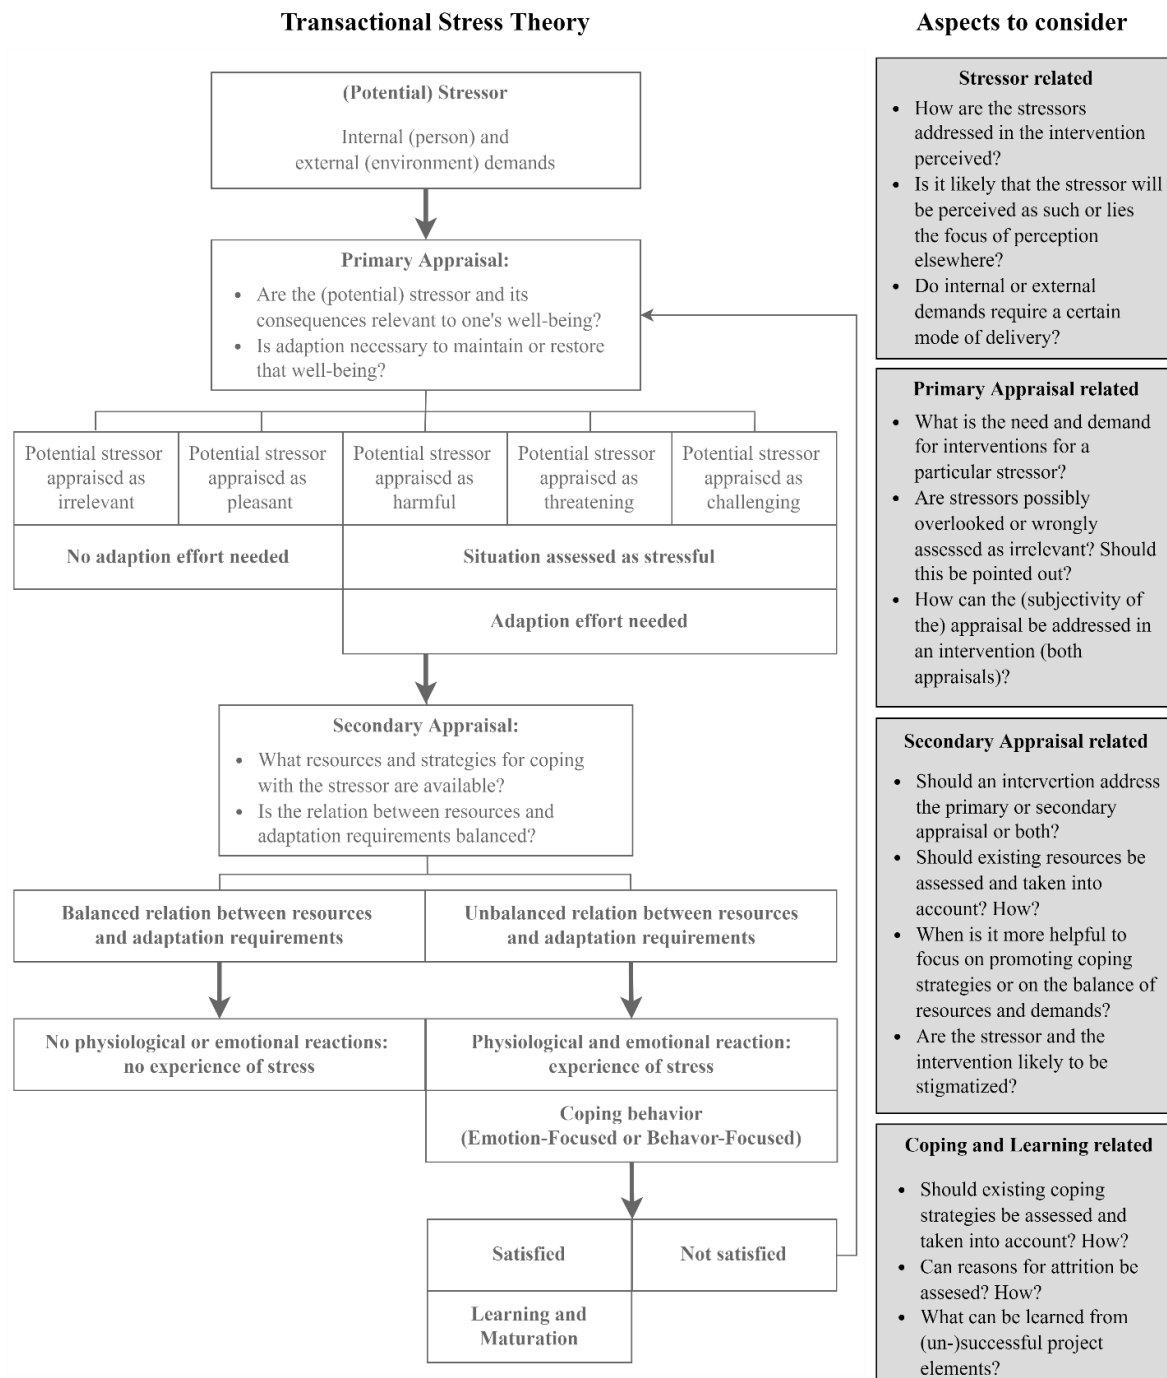 Transactional Stress Theory
(Potential) Stressor
Internal (person) and
external (environment) demands
Primary Appraisal:
• Are the (potential) stressor and its
consequences relevant to one's well-being?
• Is adaption necessary to maintain or restore
that well-being?
Potential stressor
appraised as
irrelevant
Potential stressor
appraised as
pleasant
Potential stressor
appraised as
harmful
Potential stressor
appraised as
threatening
Potential stressor
appraised as
challenging
No adaption effort needed
Situation assessed as stressful
Adaption effort needed
Secondary Appraisal:
• What resources and strategies for coping
with the stressor are available?
• Is the relation between resources and
adaptation requirements balanced?
Balanced relation between resources
and adaptation requirements
Unbalanced relation between resources
and adaptation requirements
No physiological or emotional reactions:
no experience of stress
Physiological and emotional reaction:
experience of stress
Coping behavior
(Emotion-Focused or Behavor-Focused)
Satisfied
Not satisfied
Learning and
Maturation
Aspects to consider
Stressor related
• How are the stressors
addressed in the intervention
perceived?
• Is it likely that the stressor will
be perceived as such or lies
the focus of perception
elsewhere?
• Do internal or external
demands require a certain
mode of delivery?
Primary Appraisal related
• What is the need and demand
for interventions for a
particular stressor?
• Are stressors possibly
overlooked or wrongly
assessed as irrelevant? Should
this be pointed out?
• How can the (subjectivity of
the) appraisal be addressed in
an intervention (both
appraisals)?
Secondary Appraisal related
• Should an intervertion address
the primary or secondary
appraisal or both?
• Should existing resources be
assessed and taken into
account? How?
• When is it more helpful to
focus on promoting coping
strategies or on the balance of
resources and demands?
• Are the stressor and the
intervention likely to be
stigmatized?
Coping and Learning related
• Should existing coping
strategies be assessed and
taken into account? How?
• Can reasons for attrition be
assesed? How?
• What can be learned from
(un-)successful project
elements?